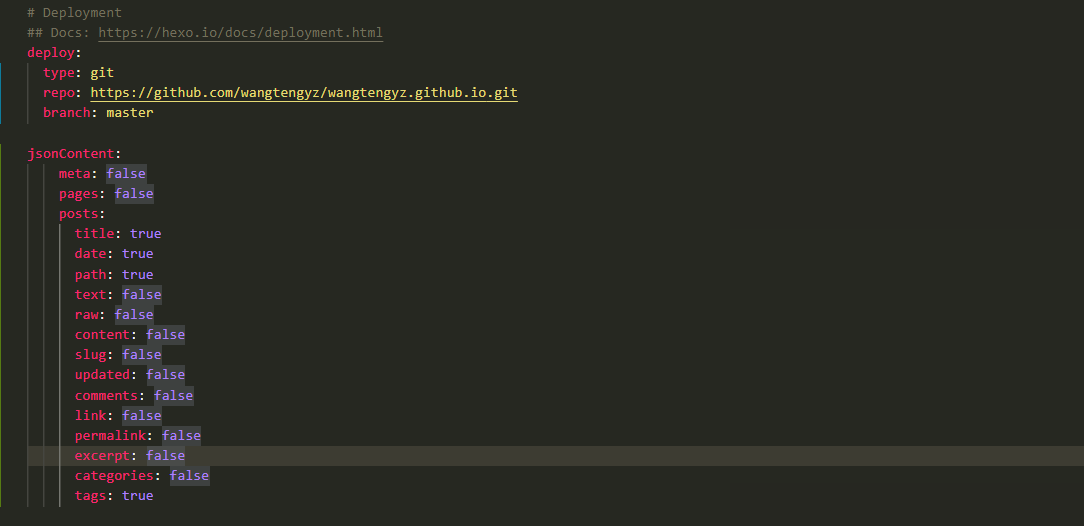 # Deployment
## Docs: https://hexo.io/docs/deployment.html
deploy:
  type: git
  repo: https://github.com/wangtengyz/wangtengyz.github.io.git
  branch: master

jsonContent:
    meta: false
    pages: false
    posts:
      title: true
      date: true
      path: true
      text: false
      raw: false
      content: false
      slug: false
      updated: false
      comments: false
      link: false
      permalink: false
      excerpt: false
      categories: false
      tags: true